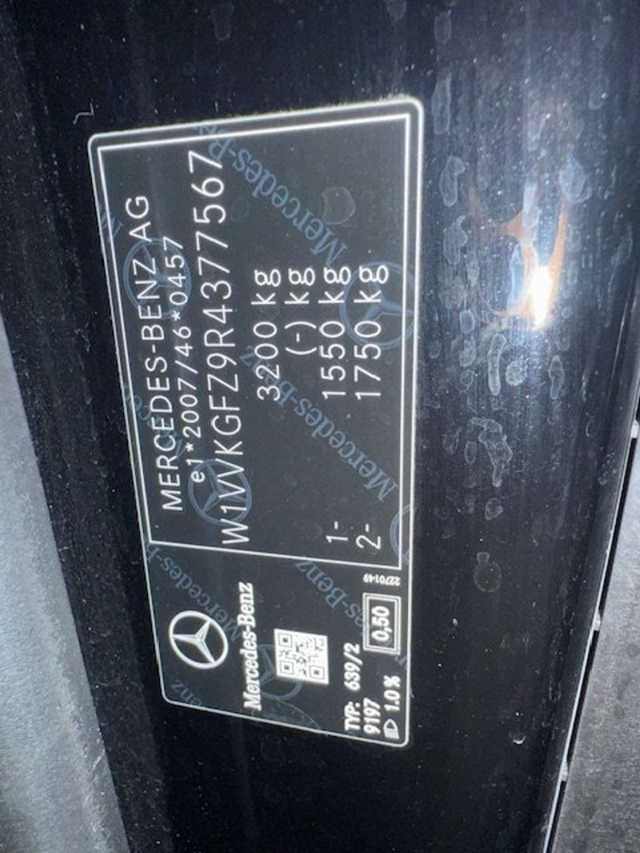 MERCEDES-BENZ AG
e1*2007/46*0457
W1VVKGFZ9R4377567
3200 kg
(-) kg
1- 1550 kg
2- 1750 kg
Mercedes-Benz
TYP: 639/2
9197
1.0 %
0,50
2270149